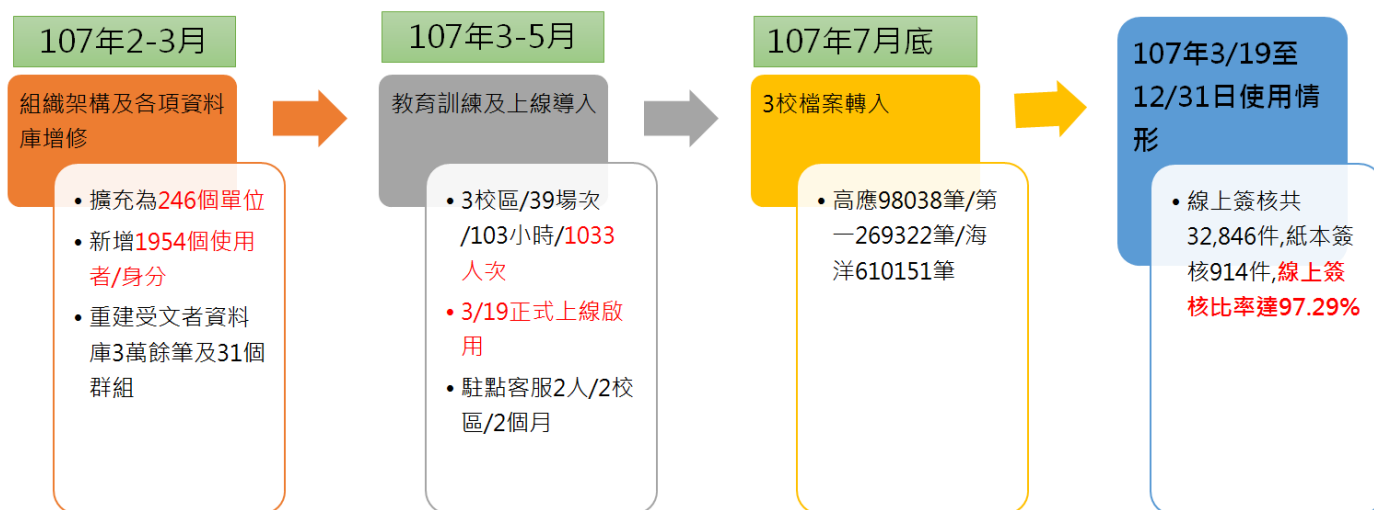 107年2-3月
組織架構及各項資料
庫增修
• 擴充為246個單位
• 新增1954個使用
者/身分
• 重建受文者資料
庫3萬餘筆及31個
群組
107年3-5月
教育訓練及上線導入
• 3校區/39場次
/103小時/1033
人次
• 3/19正式上線啟
用
• 駐點客服2人/2校
區/2個月
107年7月底
3校檔案轉入
• 高應98038筆/第
一269322筆/海
洋610151筆
107年3/19至
12/31日使用情
形
• 線上簽核共
32,846件,紙本簽
核914件,線上簽
核比率達97.29%